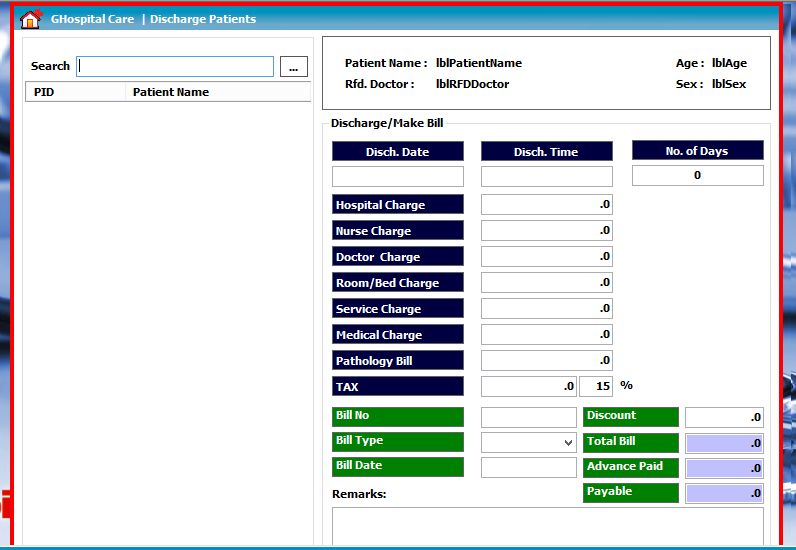 GHospital Care | Discharge Patients
Search ...
PID Patient Name
Patient Name : lblPatientName Age : lblAge
Rfd. Doctor : lblRFDDoctor Sex : lblSex
Discharge/Make Bill
Disch. Date Disch. Time No. of Days
0
Hospital Charge .0
Nurse Charge .0
Doctor Charge .0
Room/Bed Charge .0
Service Charge .0
Medical Charge .0
Pathology Bill .0
TAX .0 15 %
Bill No Discount .0
Bill Type Total Bill .0
Bill Date Advance Paid .0
Payable .0
Remarks: